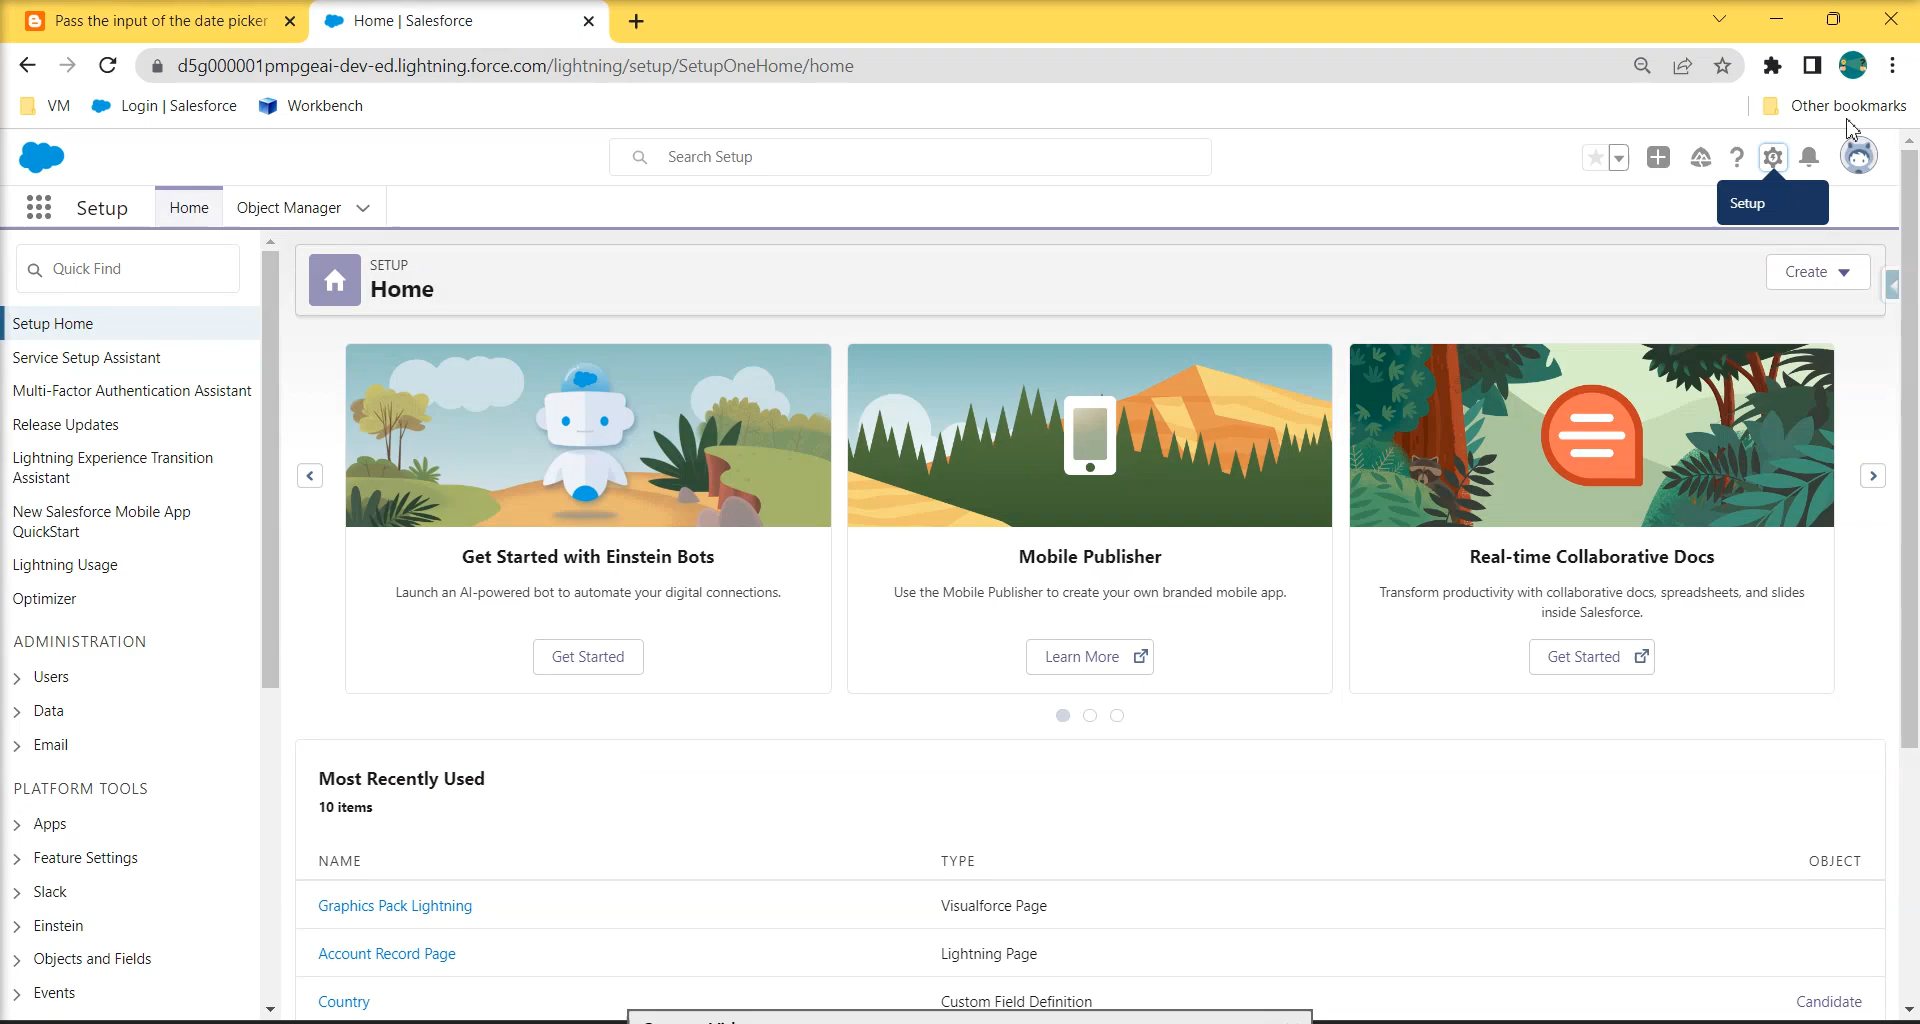 Pass the input of the date picker
Home | Salesforce
d5g000001pmpgeai-dev-ed.lightning.force.com/lightning/setup/SetupOneHome/home
VM
Login | Salesforce
Workbench
Other bookmarks
Search Setup
Setup
Home
Object Manager
Setup
Quick Find
SETUP
Home
Create
Setup Home
Service Setup Assistant
Multi-Factor Authentication Assistant
Release Updates
Lightning Experience Transition
Assistant
New Salesforce Mobile App
QuickStart
Lightning Usage
Optimizer
ADMINISTRATION
Users
Data
Email
PLATFORM TOOLS
Apps
Feature Settings
Slack
Einstein
Objects and Fields
Events
Get Started with Einstein Bots
Launch an AI-powered bot to automate your digital connections.
Get Started
Mobile Publisher
Use the Mobile Publisher to create your own branded mobile app.
Learn More
Real-time Collaborative Docs
Transform productivity with collaborative docs, spreadsheets, and slides
inside Salesforce.
Get Started
Most Recently Used
10 items
NAME
TYPE
OBJECT
Graphics Pack Lightning
Visualforce Page
Account Record Page
Lightning Page
Country
Custom Field Definition
Candidate